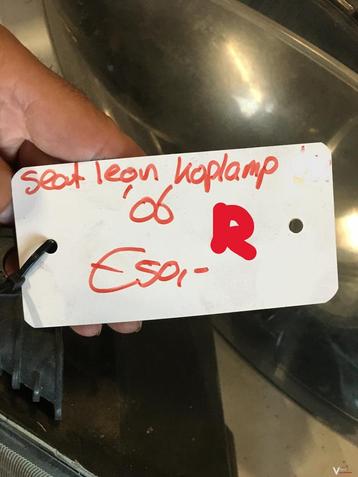 Seat leon koplamp
'06
R
€50,-